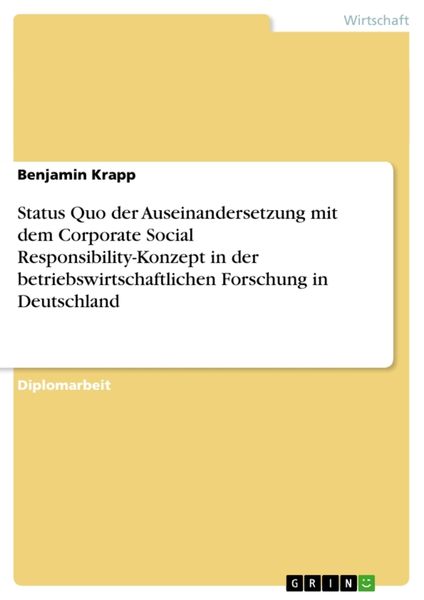 Wirtschaft
Benjamin Krapp
Status Quo der Auseinandersetzung mit
dem Corporate Social
Responsibility-Konzept in der
betriebswirtschaftlichen Forschung in
Deutschland
Diplomarbeit
GRIN